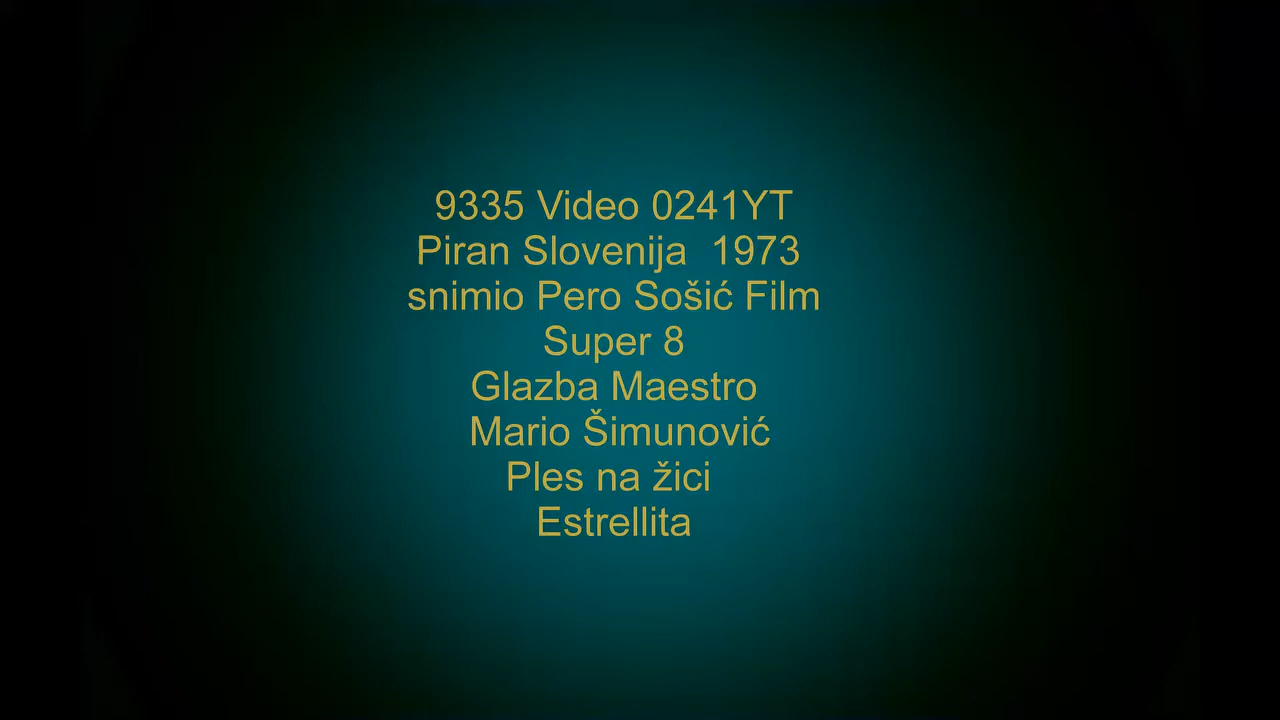 9335 Video 0241YT
Piran Slovenija  1973
snimio Pero Sošić Film
Super 8
Glazba Maestro
Mario Šimunović
Ples na žici
Estrellita